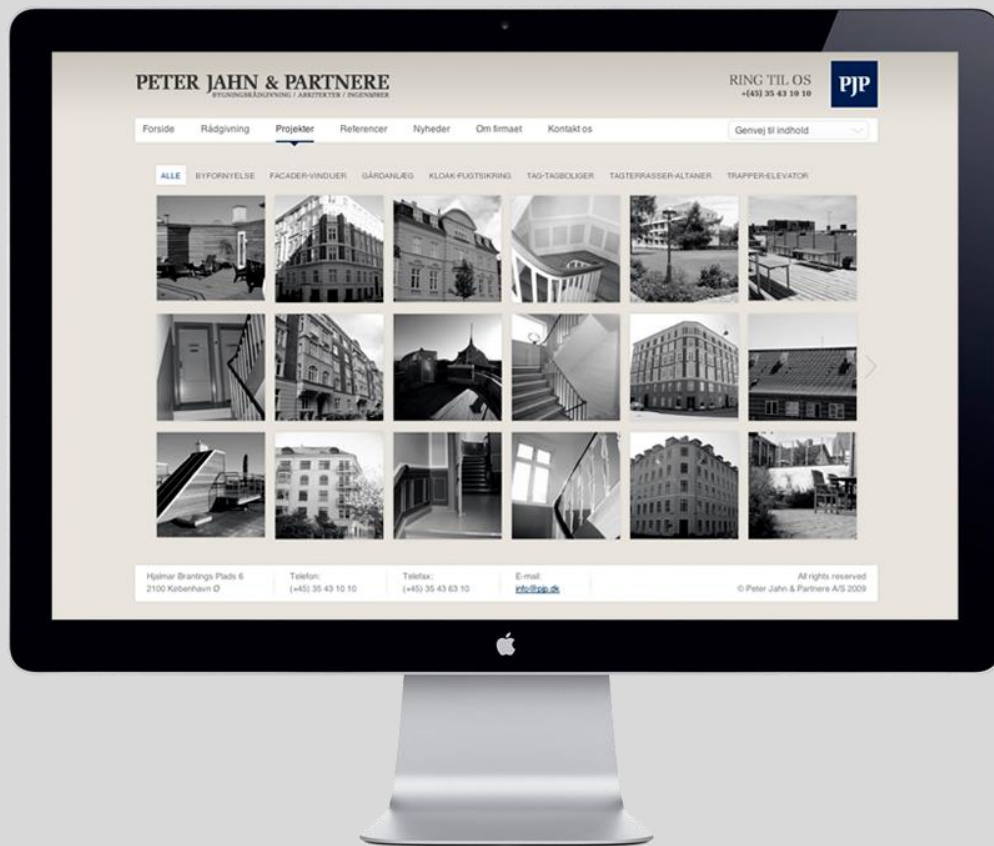 PETER JAHN & PARTNERE
BYGNINGSRÅDGIVNING / ARKITEKTER / INGENIØRER
RING TIL OS
+(45) 35 43 10 10
PJP
Forside Rådgivning Projekter Referencer Nyheder Om firmaet Kontakt os
Genvej til indhold
ALLE BYFORNYELSE FACADER-VINDUER GÅRDANLÆG KLOAK-FUGTSIKRING TAG-TAGBOLIGER TAGTERRASSER-ALTANER TRAPPER-ELEVATOR
Hjalmar Brantings Plads 6
2100 København Ø
Telefon:
(+45) 35 43 10 10
Telefax:
(+45) 35 43 63 10
E-mail:
info@pjp.dk
All rights reserved
© Peter Jahn & Partnere A/S 2009